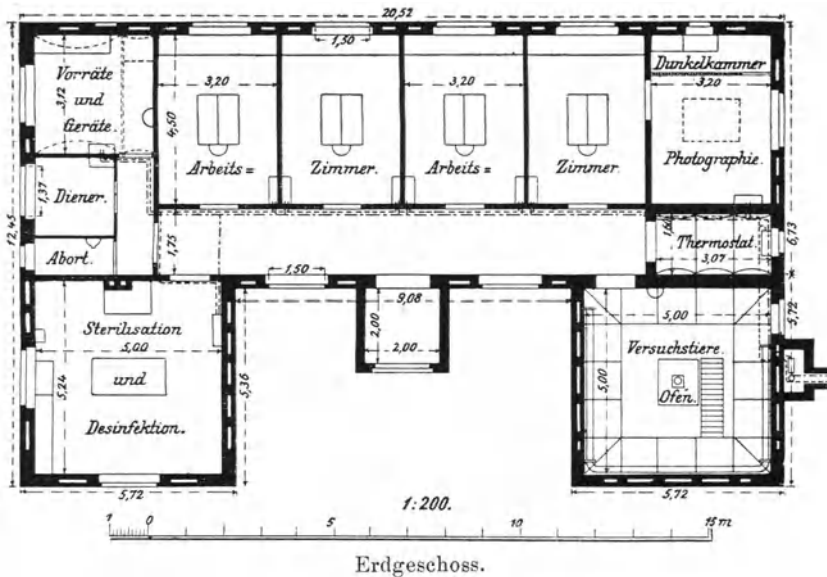 20,52
1,50
Vorräte
und
Geräte.
3,12
3,20
4,50
Arbeits=
Zimmer.
3,20
Arbeits=
Zimmer.
Dunkelkammer
3,20
Photographie.
Diener.
1,37
12,45
Abort.
1,75
Thermostat.
1,60
3,07
6,73
1,50
9,08
5,72
Sterilisation
5,00
und
Desinfektion.
5,24
5,36
2,00
2,00
5,00
Versuchstiere.
5,00
Ofen.
5,72
5,72
1:200.
1 0 5 10 15 m
Erdgeschoss.